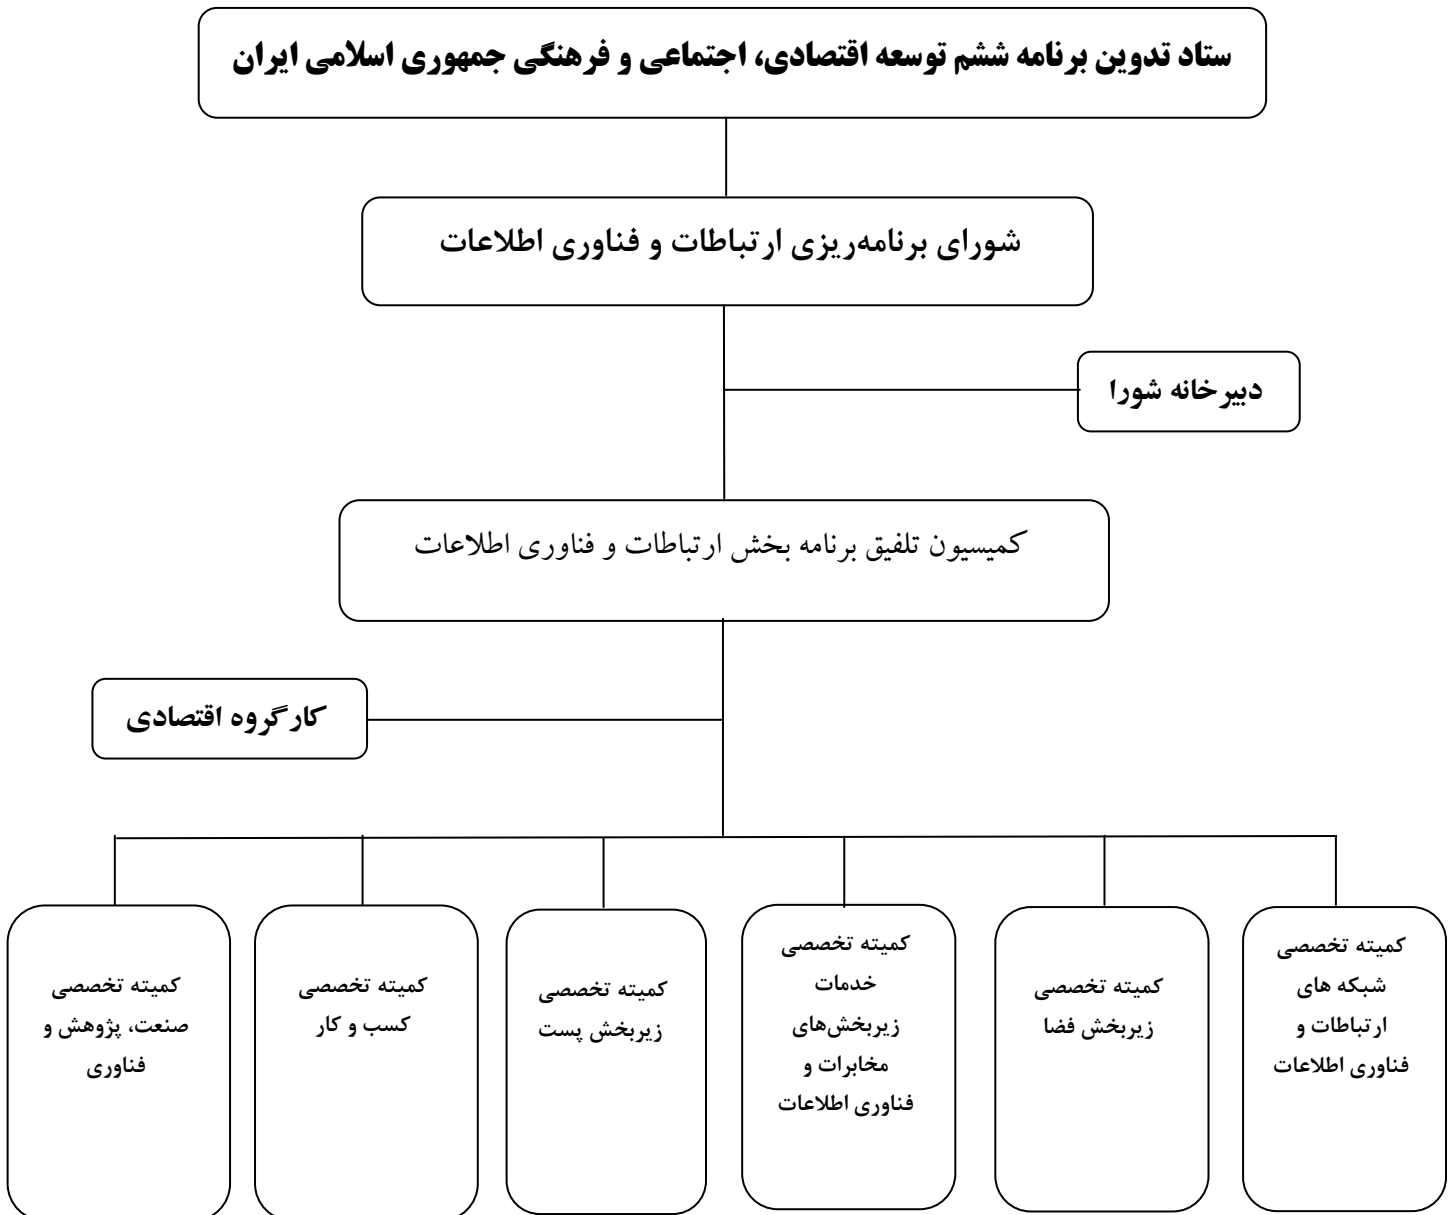 ستاد تدوین برنامه ششم توسعه اقتصادی، اجتماعی و فرهنگی جمهوری اسلامی ایران
شورای برنامه‌ریزی ارتباطات و فناوری اطلاعات
دبیرخانه شورا
کمیسیون تلفیق برنامه بخش ارتباطات و فناوری اطلاعات
کارگروه اقتصادی
کمیته تخصصی
شبکه های
ارتباطات و
فناوری اطلاعات
کمیته تخصصی
زیربخش فضا
کمیته تخصصی
خدمات
زیربخش‌های
مخابرات و
فناوری اطلاعات
کمیته تخصصی
زیربخش پست
کمیته تخصصی
کسب و کار
کمیته تخصصی
صنعت، پژوهش و
فناوری